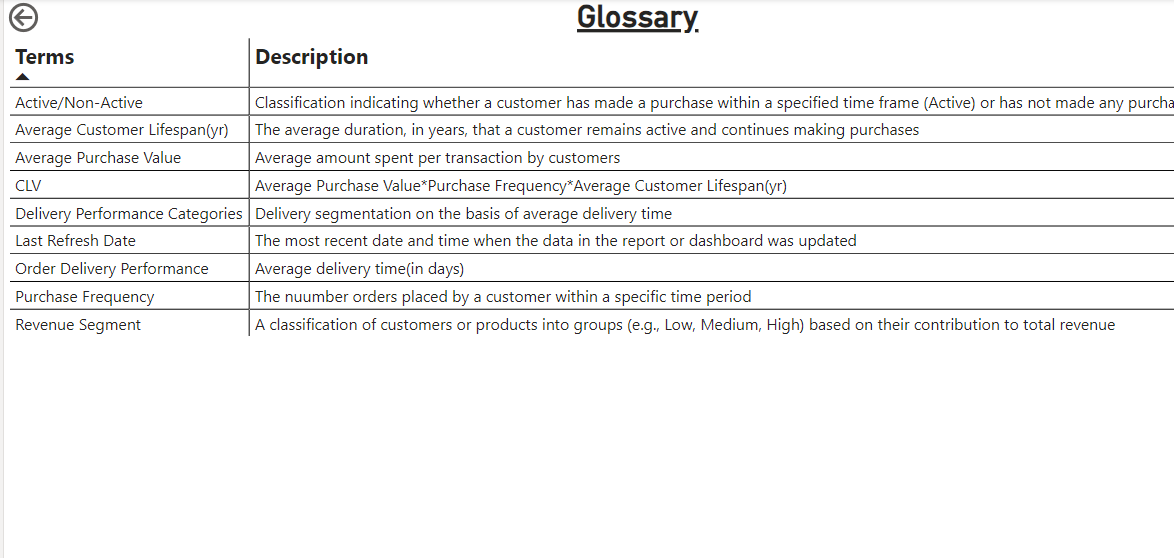 Glossary
Terms Description
Active/Non-Active Classification indicating whether a customer has made a purchase within a specified time frame (Active) or has not made any purcha
Average Customer Lifespan(yr) The average duration, in years, that a customer remains active and continues making purchases
Average Purchase Value Average amount spent per transaction by customers
CLV Average Purchase Value*Purchase Frequency*Average Customer Lifespan(yr)
Delivery Performance Categories Delivery segmentation on the basis of average delivery time
Last Refresh Date The most recent date and time when the data in the report or dashboard was updated
Order Delivery Performance Average delivery time(in days)
Purchase Frequency The nuumber orders placed by a customer within a specific time period
Revenue Segment A classification of customers or products into groups (e.g., Low, Medium, High) based on their contribution to total revenue